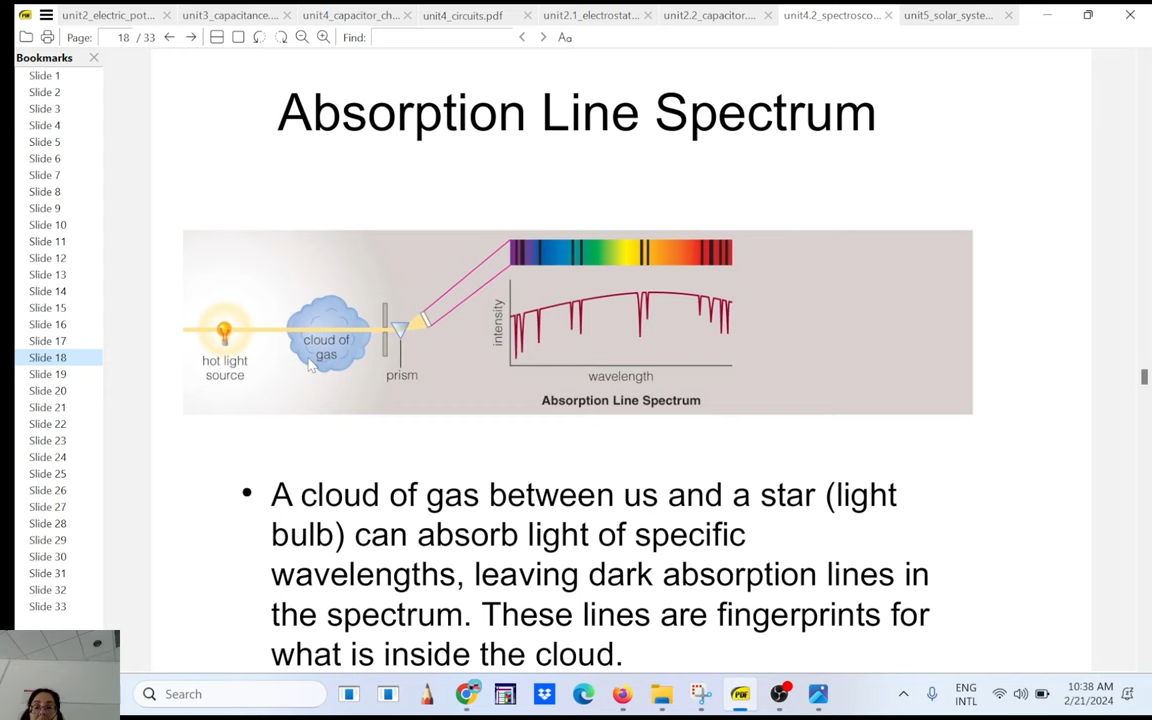 unit2_electric_pot...
unit3_capacitance....
unit4_capacitor_ch...
unit4_circuits.pdf
unit2.1_electrostat...
unit2.2_capacitor....
unit4.2_spectrosco...
unit5_solar_syste...
Page: 18 / 33
Find:
Aa
Bookmarks
Slide 1
Slide 2
Slide 3
Slide 4
Slide 5
Slide 6
Slide 7
Slide 8
Slide 9
Slide 10
Slide 11
Slide 12
Slide 13
Slide 14
Slide 15
Slide 16
Slide 17
Slide 18
Slide 19
Slide 20
Slide 21
Slide 22
Slide 23
Slide 24
Slide 25
Slide 26
Slide 27
Slide 28
Slide 29
Slide 30
Slide 31
Slide 32
Slide 33
Absorption Line Spectrum
hot light
source
cloud of
gas
prism
intensity
wavelength
Absorption Line Spectrum
• A cloud of gas between us and a star (light
bulb) can absorb light of specific
wavelengths, leaving dark absorption lines in
the spectrum. These lines are fingerprints for
what is inside the cloud.
Search
PDF
ENG
INTL
10:38 AM
2/21/2024